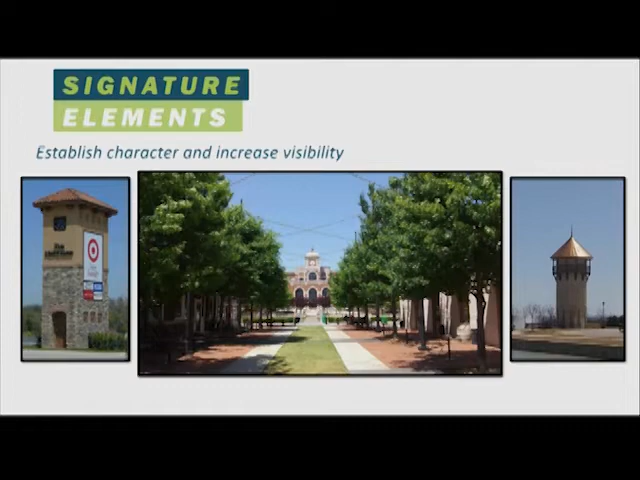 SIGNATURE
ELEMENTS
Establish character and increase visibility